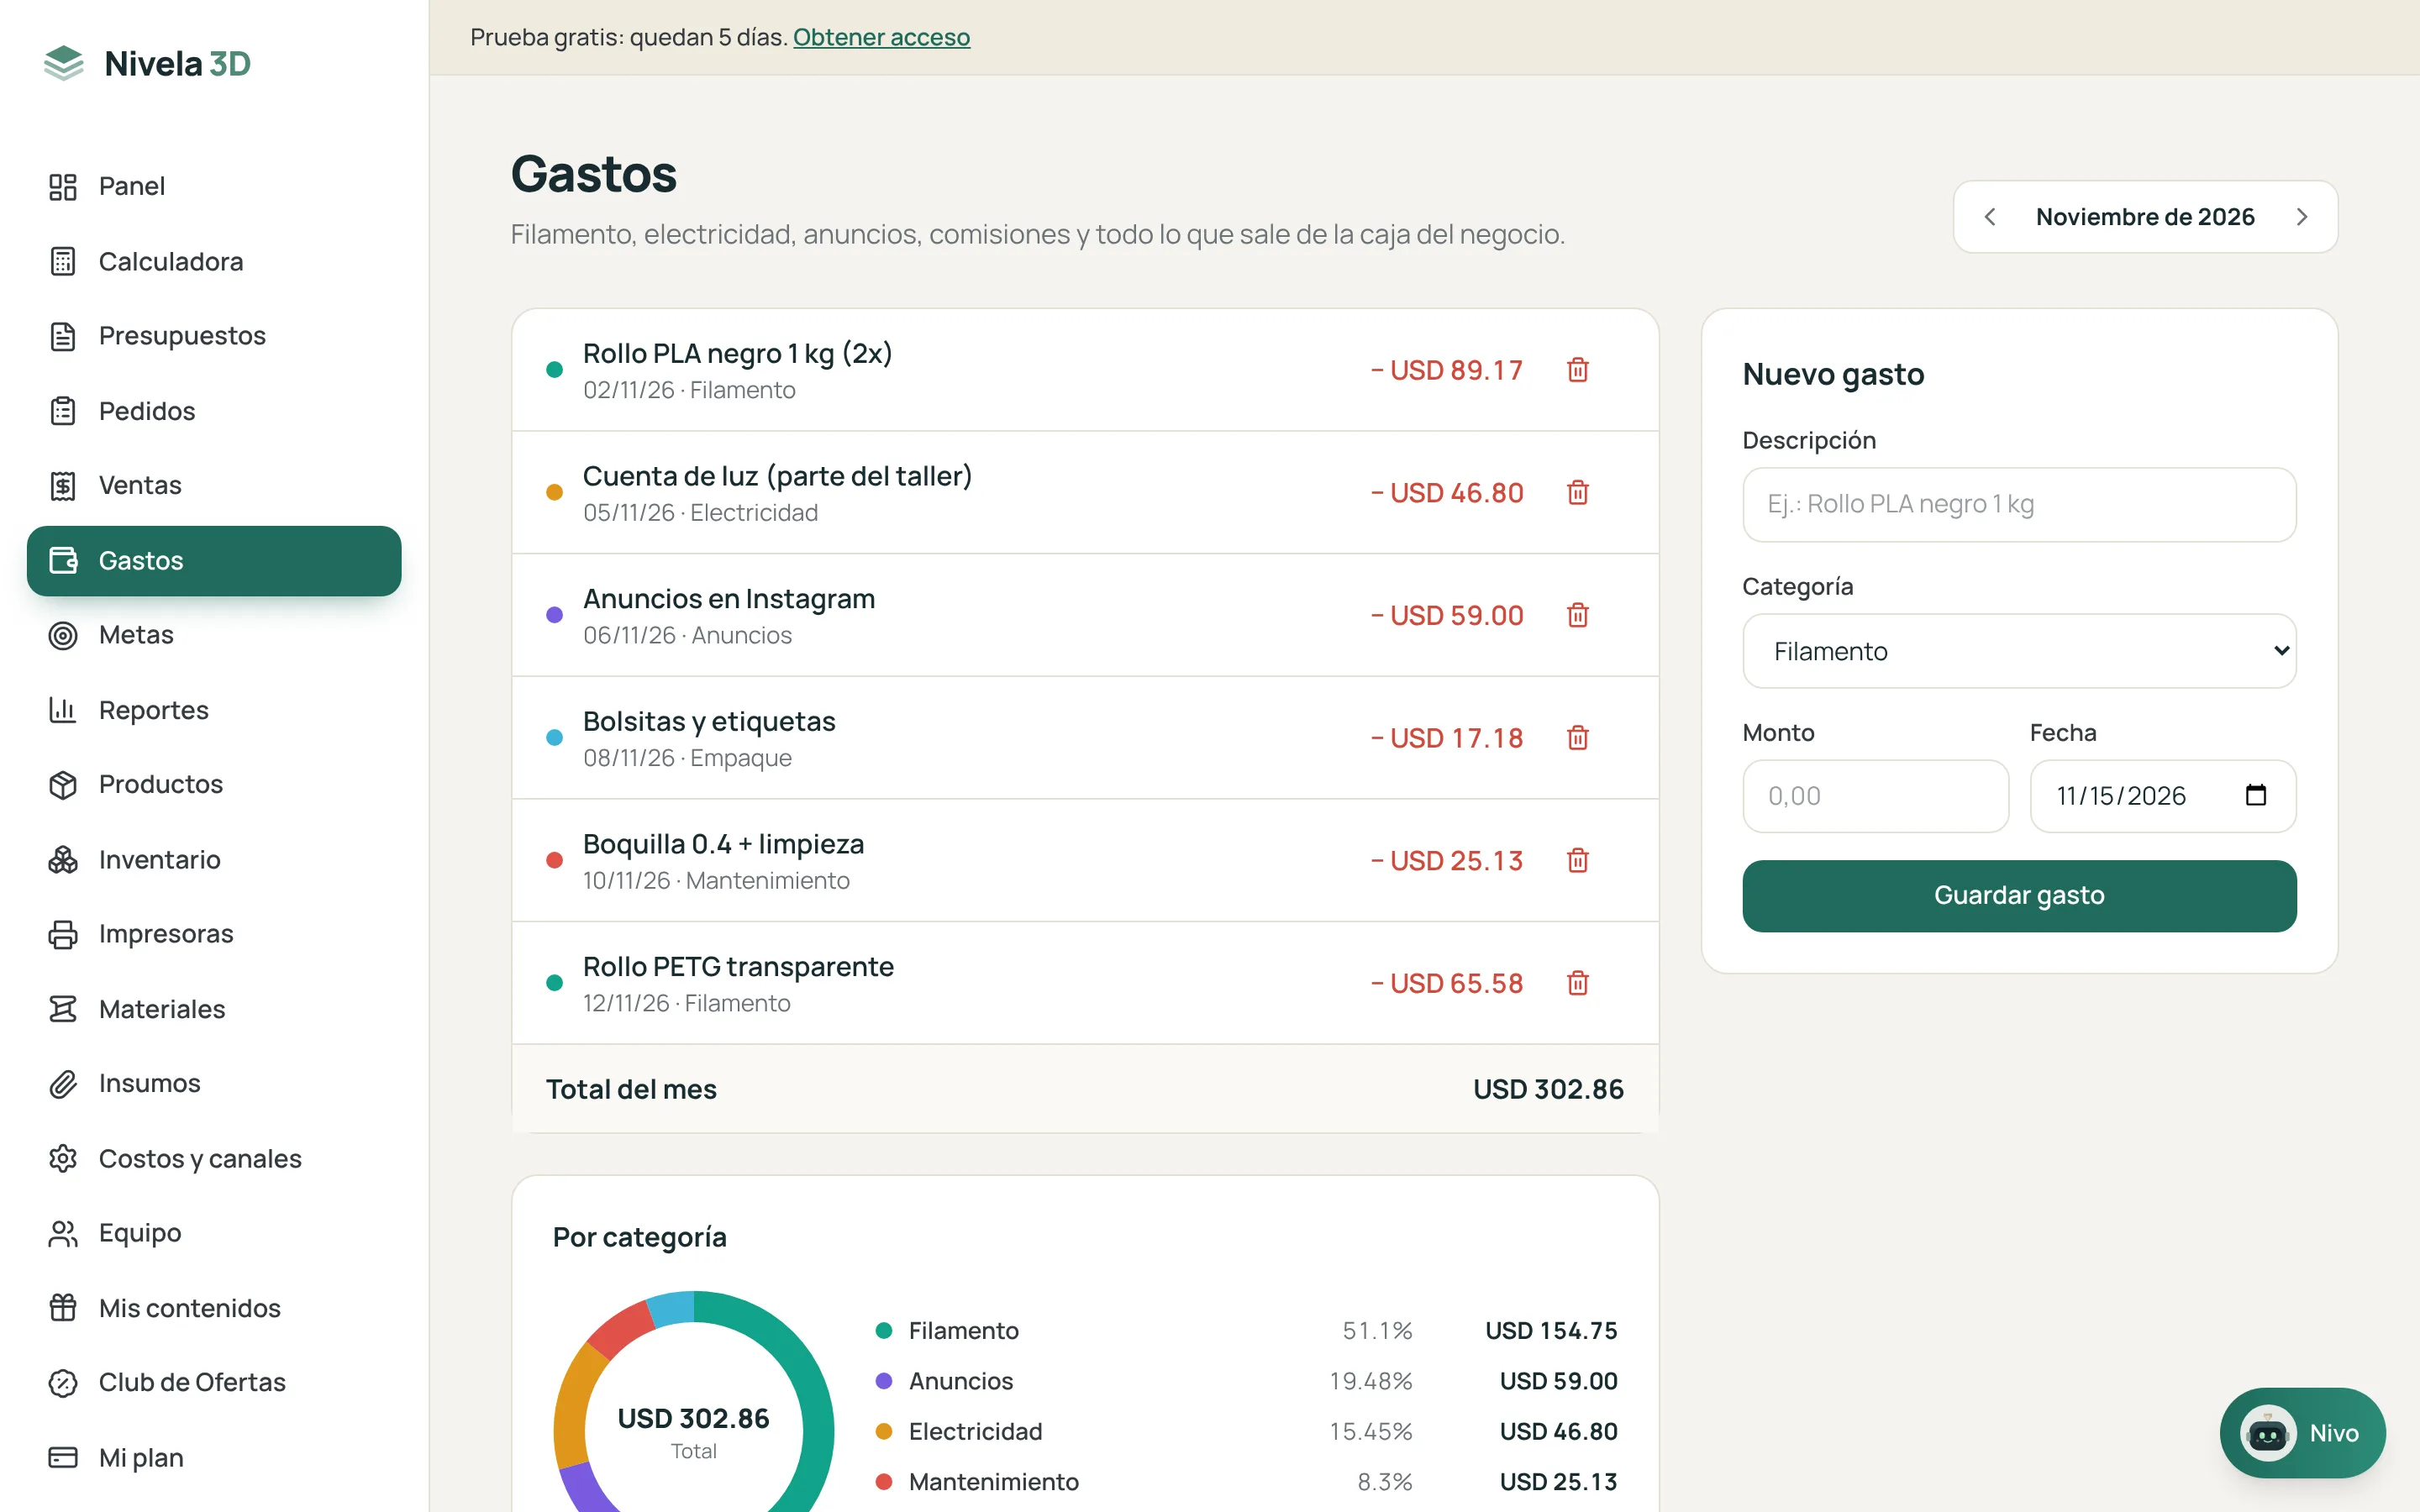 Nivela 3D
Panel
Calculadora
Presupuestos
Pedidos
Ventas
Gastos
Metas
Reportes
Productos
Inventario
Impresoras
Materiales
Insumos
Costos y canales
Equipo
Mis contenidos
Club de Ofertas
Mi plan
Prueba gratis: quedan 5 días. Obtener acceso
Gastos
Filamento, electricidad, anuncios, comisiones y todo lo que sale de la caja del negocio.
Noviembre de 2026
Rollo PLA negro 1 kg (2x)
02/11/26 · Filamento
− USD 89.17
Cuenta de luz (parte del taller)
05/11/26 · Electricidad
− USD 46.80
Anuncios en Instagram
06/11/26 · Anuncios
− USD 59.00
Bolsitas y etiquetas
08/11/26 · Empaque
− USD 17.18
Boquilla 0.4 + limpieza
10/11/26 · Mantenimiento
− USD 25.13
Rollo PETG transparente
12/11/26 · Filamento
− USD 65.58
Total del mes USD 302.86
Nuevo gasto
Descripción
Ej.: Rollo PLA negro 1 kg
Categoría
Filamento
Monto Fecha
0,00 11/15/2026
Guardar gasto
Por categoría
USD 302.86
Total
Filamento 51.1% USD 154.75
Anuncios 19.48% USD 59.00
Electricidad 15.45% USD 46.80
Mantenimiento 8.3% USD 25.13
Nivo